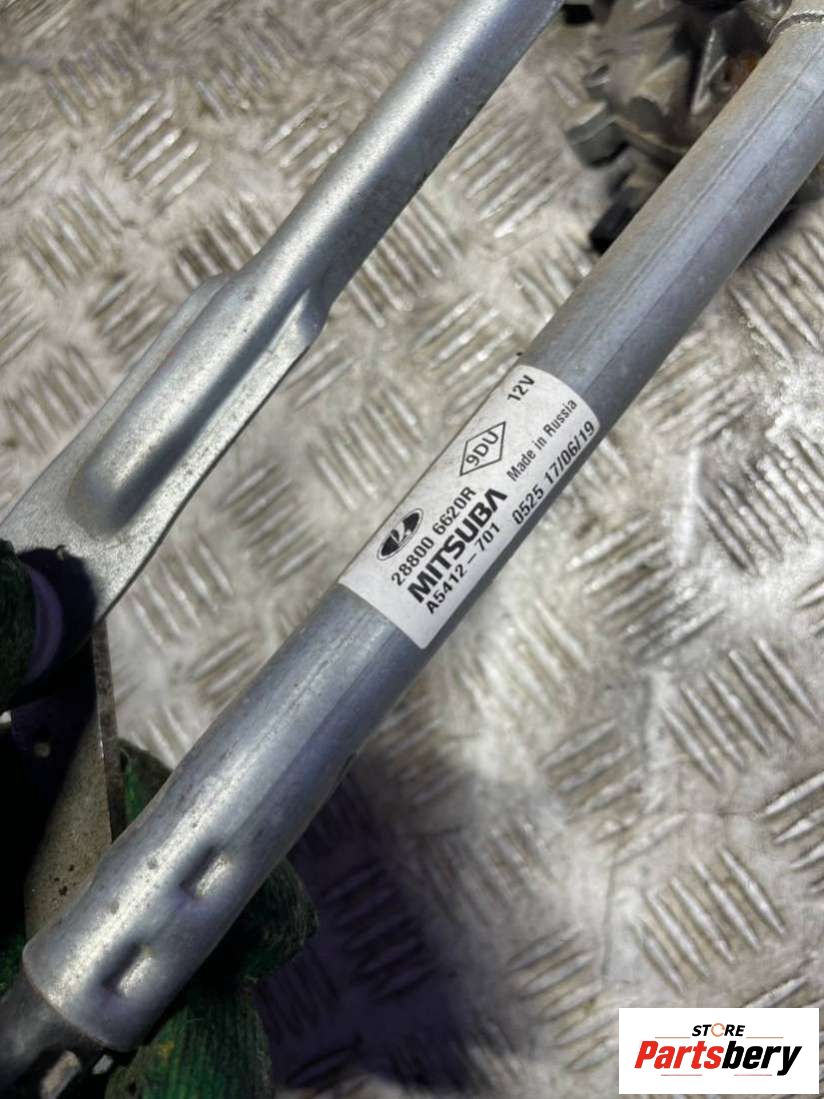 9DU
12V
28800 6620R
MITSUBA
Made in Russia
A5412-701
0525 17/06/19
STORE
Partsbery